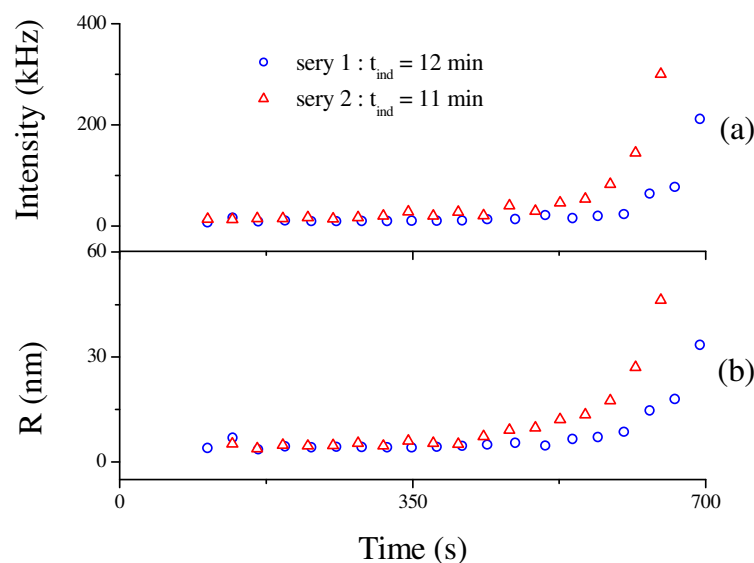 400
200
0
Intensity (kHz)
sery 1 : t_ind = 12 min
sery 2 : t_ind = 11 min
(a)
60
30
0
R (nm)
(b)
0
350
700
Time (s)